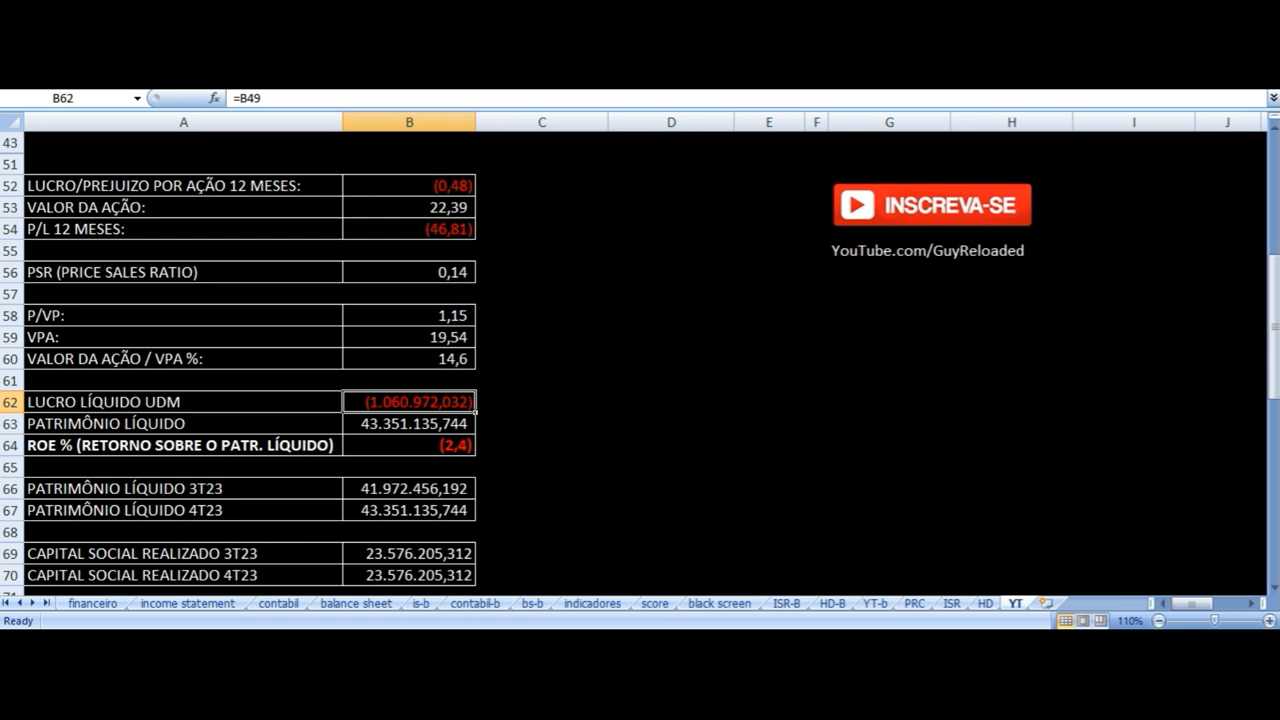 B62 fx =B49
A B C D E F G H I J
43
51
52 LUCRO/PREJUIZO POR AÇÃO 12 MESES: (0,48)
53 VALOR DA AÇÃO: 22,39
54 P/L 12 MESES: (46,81)
55
56 PSR (PRICE SALES RATIO) 0,14
57
58 P/VP: 1,15
59 VPA: 19,54
60 VALOR DA AÇÃO / VPA %: 14,6
61
62 LUCRO LÍQUIDO UDM (1.060.972,032)
63 PATRIMÔNIO LÍQUIDO 43.351.135,744
64 ROE % (RETORNO SOBRE O PATR. LÍQUIDO) (2,4)
65
66 PATRIMÔNIO LÍQUIDO 3T23 41.972.456,192
67 PATRIMÔNIO LÍQUIDO 4T23 43.351.135,744
68
69 CAPITAL SOCIAL REALIZADO 3T23 23.576.205,312
70 CAPITAL SOCIAL REALIZADO 4T23 23.576.205,312
INSCREVA-SE
YouTube.com/GuyReloaded
financeiro income statement contabil balance sheet is-b contabil-b bs-b indicadores score black screen ISR-B HD-B YT-b PRC ISR HD YT
Ready 110%